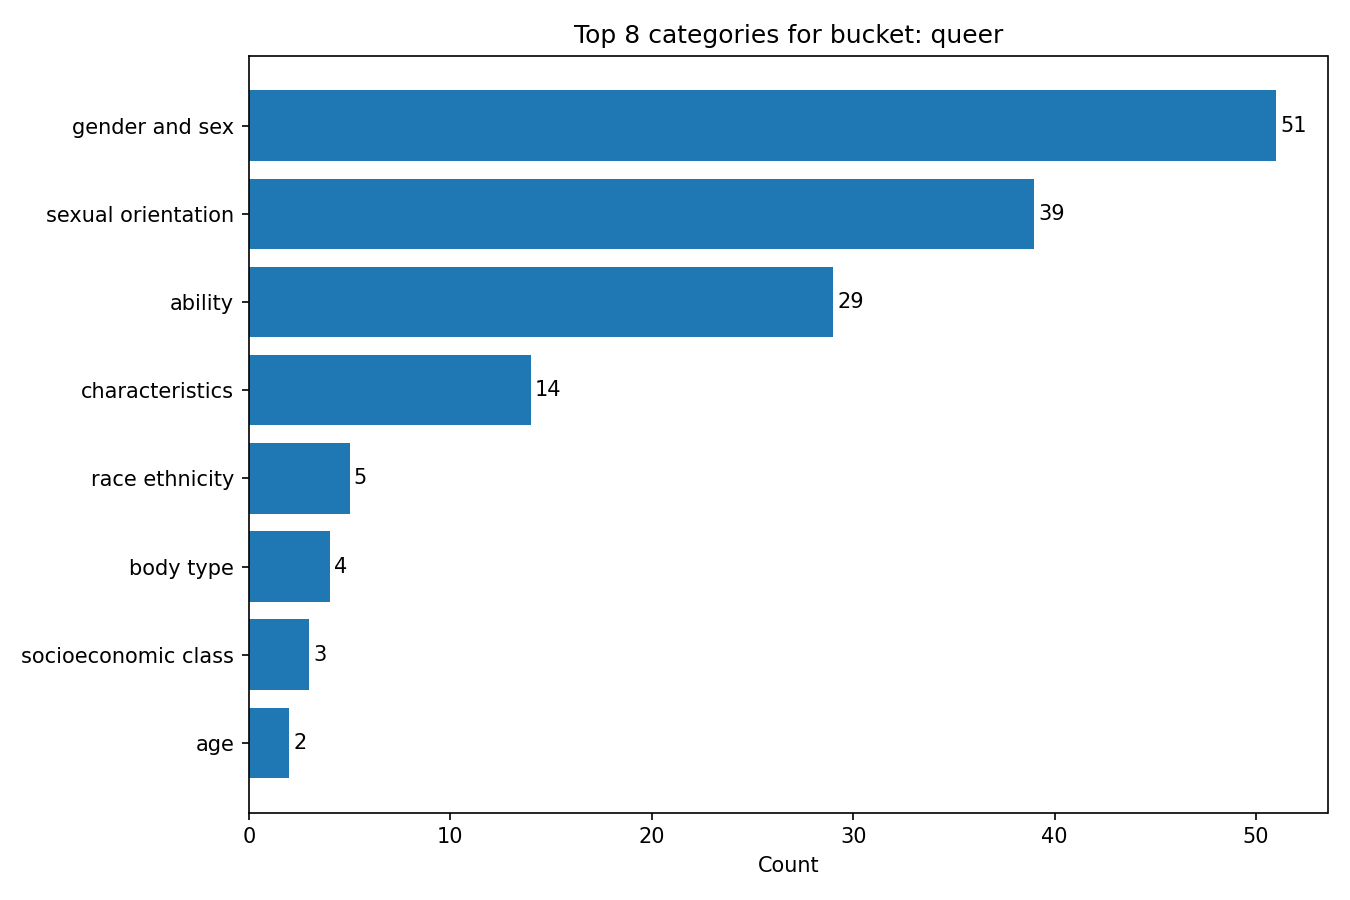 Top 8 categories for bucket: queer
gender and sex 51
sexual orientation 39
ability 29
characteristics 14
race ethnicity 5
body type 4
socioeconomic class 3
age 2
0 10 20 30 40 50
Count